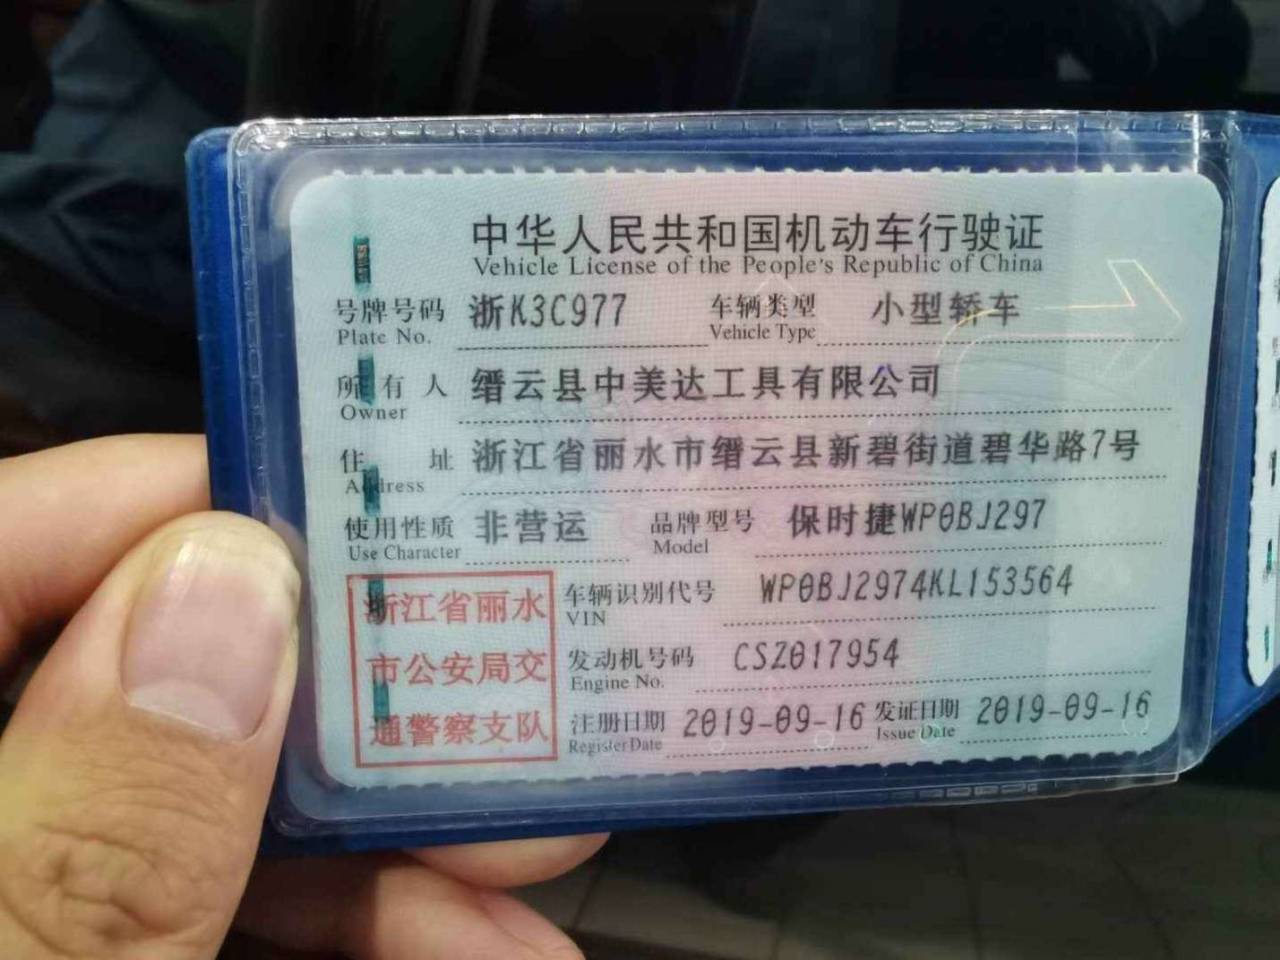 中华人民共和国机动车行驶证
Vehicle License of the People's Republic of China
号牌号码 浙K3C977 车辆类型 小型轿车
Plate No. Vehicle Type
所有人 缙云县中美达工具有限公司
Owner
住址 浙江省丽水市缙云县新碧街道碧华路7号
Address
使用性质 非营运 品牌型号 保时捷WP0BJ297
Use Character Model
浙江省丽水
市公安局交
通警察支队
车辆识别代号 WP0BJ2974KL153564
VIN
发动机号码 CSZ017954
Engine No.
注册日期 2019-09-16 发证日期 2019-09-16
Register Date Issue Date